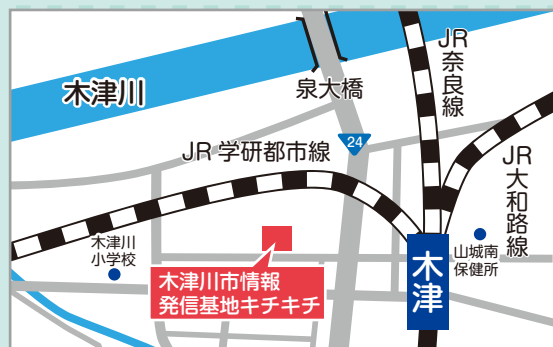 木津川
泉大橋
JR奈良線
24
JR 学研都市線
JR大和路線
木津川
小学校
山城南
保健所
木津
木津川市情報
発信基地キチキチ